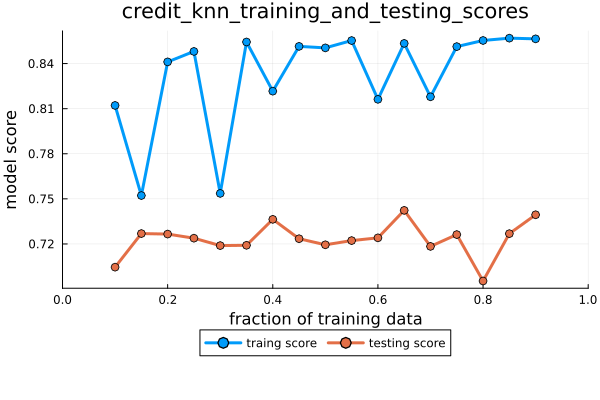 credit_knn_training_and_testing_scores
model score
0.84
0.81
0.78
0.75
0.72
0.0 0.2 0.4 0.6 0.8 1.0
fraction of training data
traing score testing score